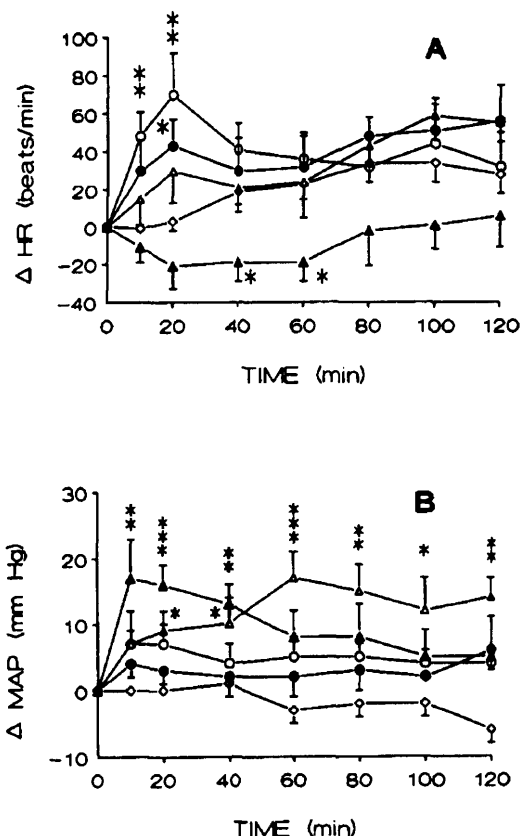 A
100
80
60
40
20
0
-20
-40
Δ HR (beats/min)
**
**
*
*
*
0 20 40 60 80 100 120
TIME (min)
B
30
20
10
0
-10
Δ MAP (mm Hg)
** *** ** *** ** * **
* *
0 20 40 60 80 100 120
TIME (min)